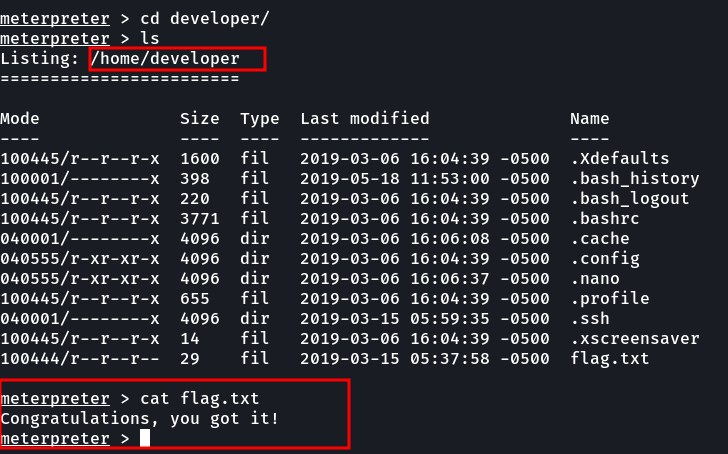 meterpreter > cd developer/
meterpreter > ls
Listing: /home/developer
========================
Mode Size Type Last modified Name
---- ---- ---- ------------- ----
100445/r--r--r-x 1600 fil 2019-03-06 16:04:39 -0500 .Xdefaults
100001/--------x 398 fil 2019-05-18 11:53:00 -0500 .bash_history
100445/r--r--r-x 220 fil 2019-03-06 16:04:39 -0500 .bash_logout
100445/r--r--r-x 3771 fil 2019-03-06 16:04:39 -0500 .bashrc
040001/--------x 4096 dir 2019-03-06 16:06:08 -0500 .cache
040555/r-xr-xr-x 4096 dir 2019-03-06 16:04:39 -0500 .config
040555/r-xr-xr-x 4096 dir 2019-03-06 16:06:37 -0500 .nano
100445/r--r--r-x 655 fil 2019-03-06 16:04:39 -0500 .profile
040001/--------x 4096 dir 2019-03-15 05:59:35 -0500 .ssh
100445/r--r--r-x 14 fil 2019-03-06 16:04:39 -0500 .xscreensaver
100444/r--r--r-- 29 fil 2019-03-15 05:37:58 -0500 flag.txt
meterpreter > cat flag.txt
Congratulations, you got it!
meterpreter >